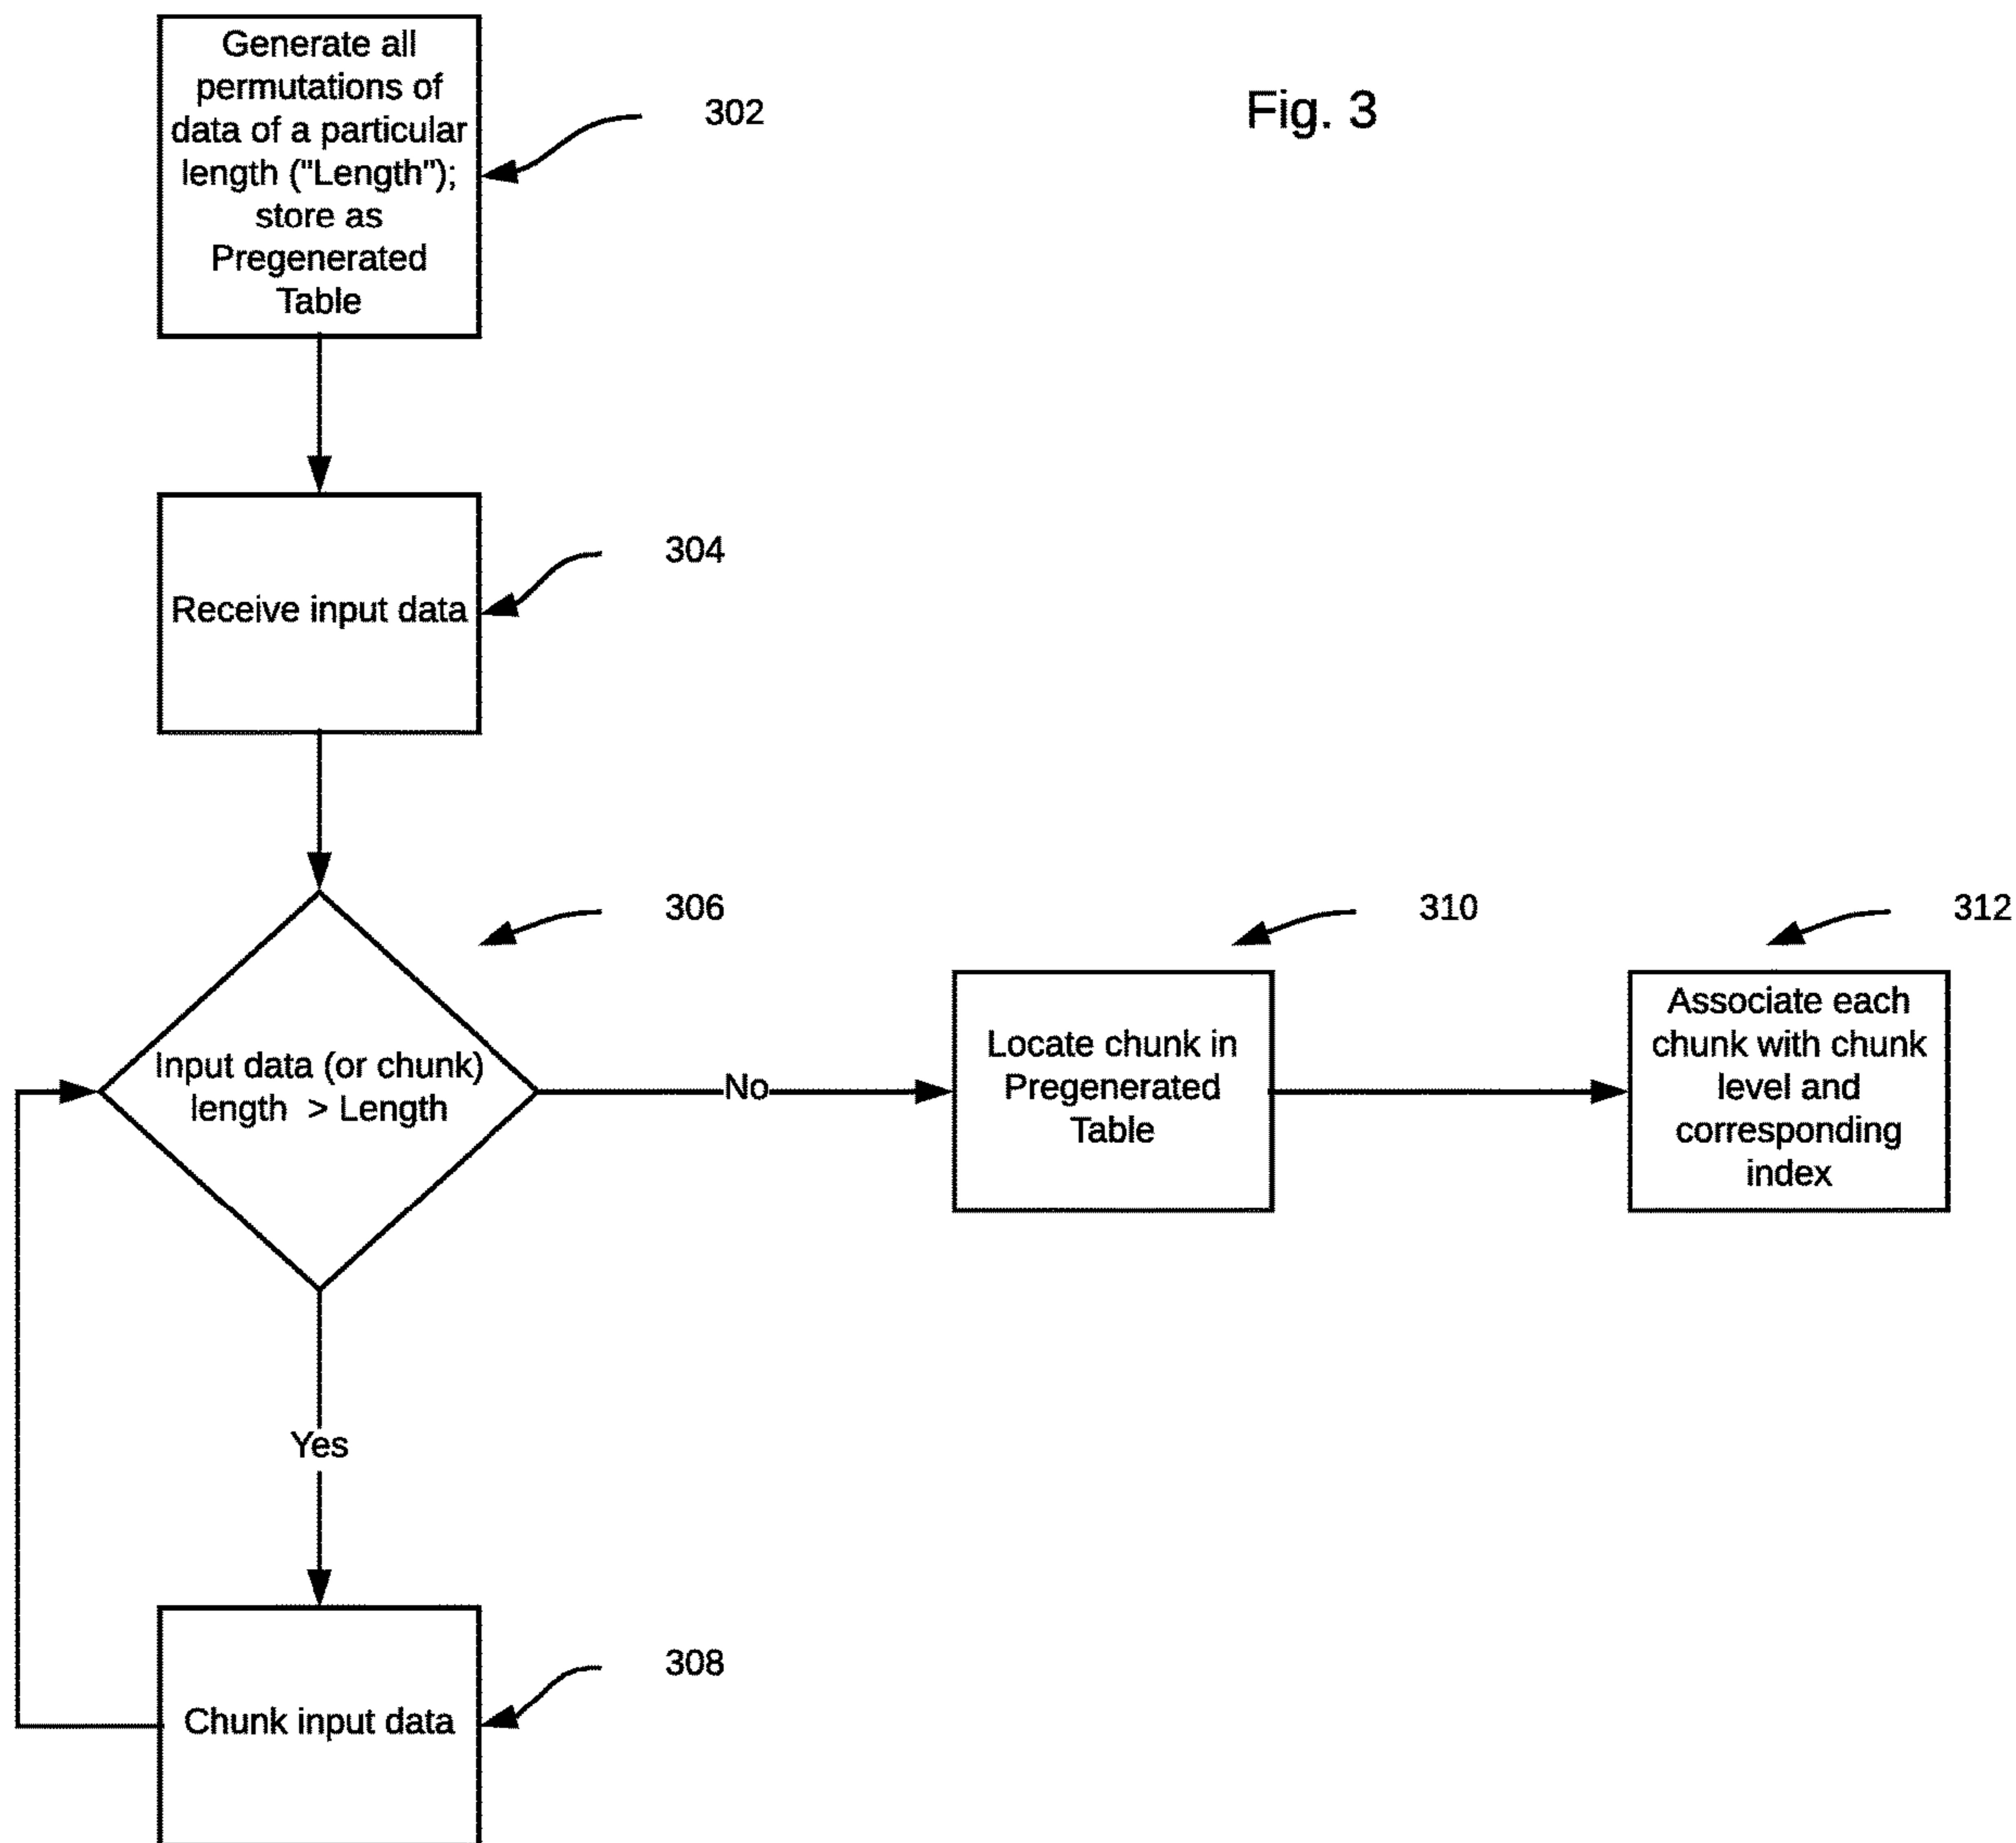 Generate all
permutations of
data of a particular
length ("Length");
store as
Pregenerated
Table
302
Fig. 3
Receive input data
304
Input data (or chunk)
length > Length
306
No
Locate chunk in
Pregenerated
Table
310
Associate each
chunk with chunk
level and
corresponding
index
312
Yes
Chunk input data
308